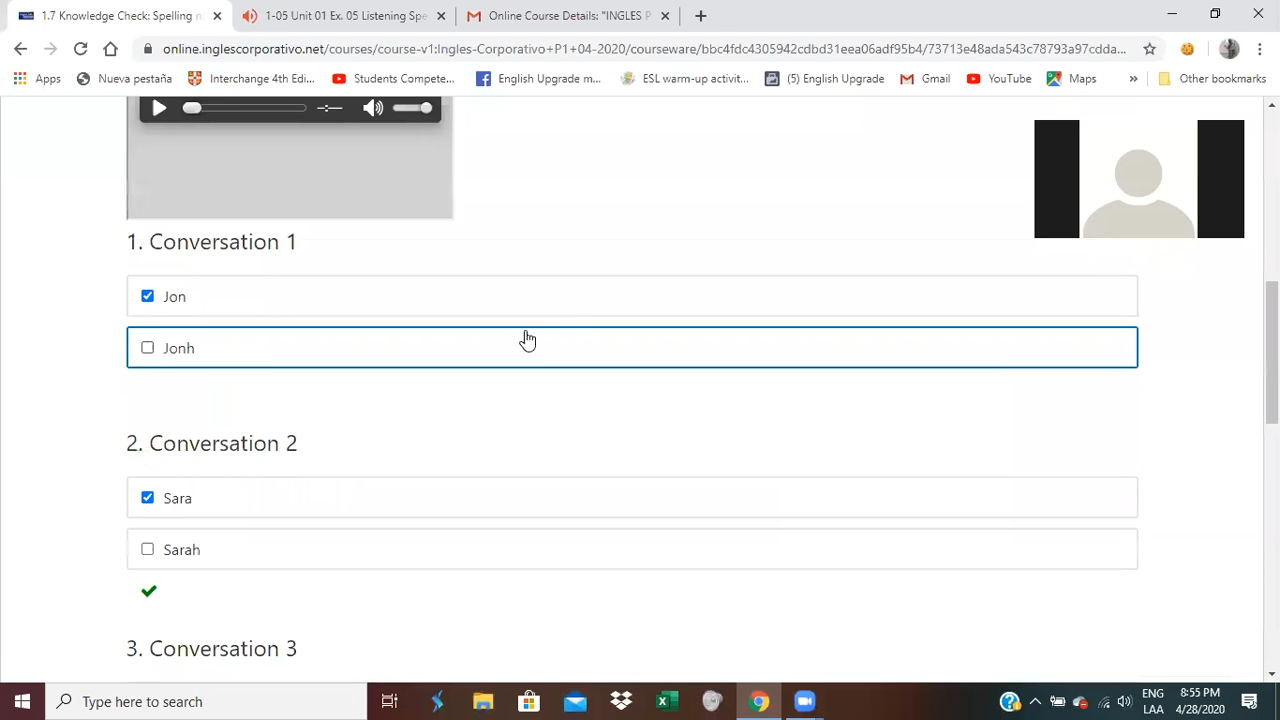 1.7 Knowledge Check: Spelling n
1-05 Unit 01 Ex. 05 Listening Spe
Online Course Details: "INGLES P
online.inglescorporativo.net/courses/course-v1:Ingles-Corporativo+P1+04-2020/courseware/bbc4fdc4305942cdbd31eea06adf95b4/73713e48ada543c78793a97cdda...
Apps
Nueva pestaña
Interchange 4th Edi...
Students Compete...
English Upgrade m...
ESL warm-up activit...
(5) English Upgrade
Gmail
YouTube
Maps
»
Other bookmarks
1. Conversation 1
Jon
Jonh
2. Conversation 2
Sara
Sarah
3. Conversation 3
Type here to search
ENG
LAA
8:55 PM
4/28/2020